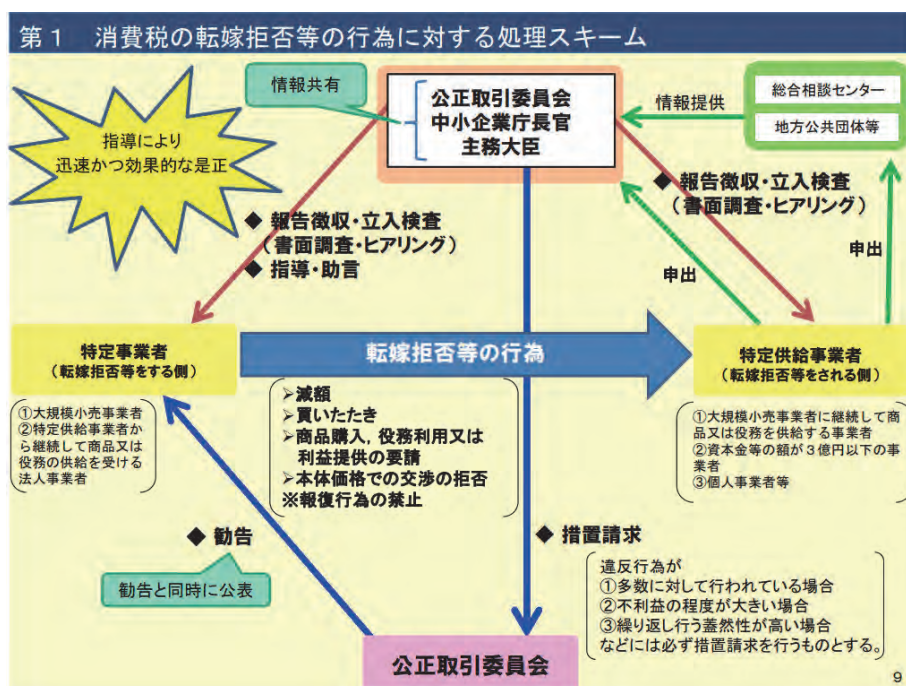 第1 消費税の転嫁拒否等の行為に対する処理スキーム
情報共有
公正取引委員会
中小企業庁長官
主務大臣
情報提供
総合相談センター
地方公共団体等
指導により
迅速かつ効果的な是正
◆ 報告徴収・立入検査
(書面調査・ヒアリング)
◆ 指導・助言
◆ 報告徴収・立入検査
(書面調査・ヒアリング)
申出
申出
特定事業者
(転嫁拒否等をする側)
転嫁拒否等の行為
特定供給事業者
(転嫁拒否等をされる側)
①大規模小売事業者
②特定供給事業者か
ら継続して商品又は
役務の供給を受ける
法人事業者
➢減額
➢買いたたき
➢商品購入，役務利用又は
利益提供の要請
➢本体価格での交渉の拒否
※報復行為の禁止
①大規模小売事業者に継続して商
品又は役務を供給する事業者
②資本金等の額が3億円以下の事
業者
③個人事業者等
◆ 勧告
勧告と同時に公表
◆ 措置請求
違反行為が
①多数に対して行われている場合
②不利益の程度が大きい場合
③繰り返し行う蓋然性が高い場合
などには必ず措置請求を行うものとする。
公正取引委員会
9